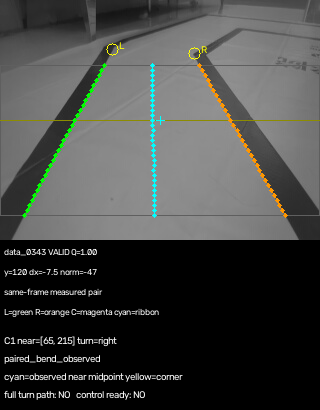 L
R
data_0343 VALID Q=1.00
y=120 dx=-7.5 norm=-47
same-frame measured pair
L=green R=orange C=magenta cyan=ribbon
C1 near=[65, 215] turn=right
paired_bend_observed
cyan=observed near midpoint yellow=corner
full turn path: NO control ready: NO